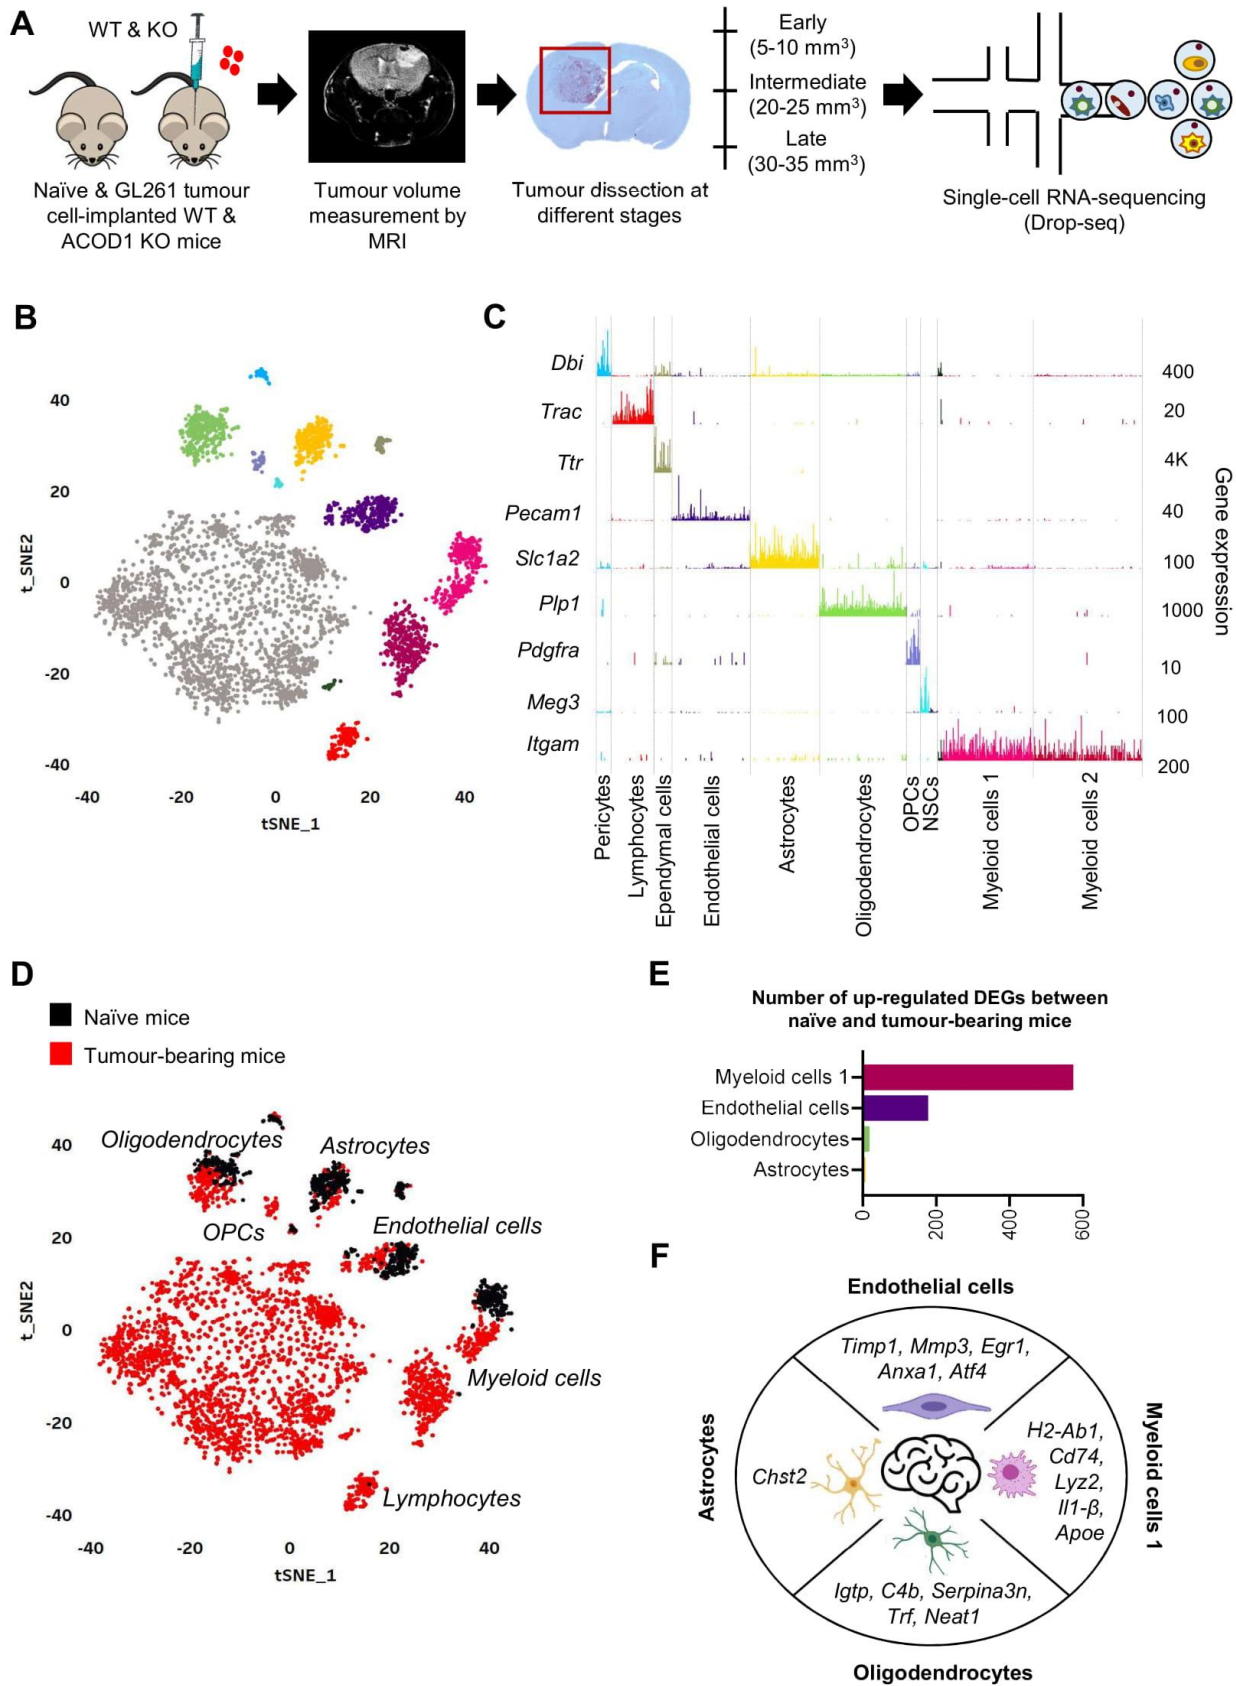 A
WT & KO
Naïve & GL261 tumour
cell-implanted WT &
ACOD1 KO mice
Tumour volume
measurement by
MRI
Tumour dissection at
different stages
Early
(5-10 mm³)
Intermediate
(20-25 mm³)
Late
(30-35 mm³)
Single-cell RNA-sequencing
(Drop-seq)
B
t_SNE2
40
20
0
-20
-40
-40
-20
0
20
40
tSNE_1
C
Dbi
400
Trac
20
Ttr
4K
Pecam1
40
Slc1a2
100
Plp1
1000
Pdgfra
10
Meg3
100
Itgam
200
Gene expression
Pericytes
Lymphocytes
Ependymal cells
Endothelial cells
Astrocytes
Oligodendrocytes
OPCs
NSCs
Myeloid cells 1
Myeloid cells 2
D
Naïve mice
Tumour-bearing mice
t_SNE2
40
20
0
-20
-40
Oligodendrocytes
Astrocytes
OPCs
Endothelial cells
Myeloid cells
Lymphocytes
-40
-20
0
20
40
tSNE_1
E
Number of up-regulated DEGs between
naïve and tumour-bearing mice
Myeloid cells 1
Endothelial cells
Oligodendrocytes
Astrocytes
0
200
400
600
F
Endothelial cells
Timp1, Mmp3, Egr1,
Anxa1, Atf4
Astrocytes
Chst2
H2-Ab1,
Cd74,
Lyz2,
Il1-β,
Apoe
Myeloid cells 1
Igtp, C4b, Serpina3n,
Trf, Neat1
Oligodendrocytes